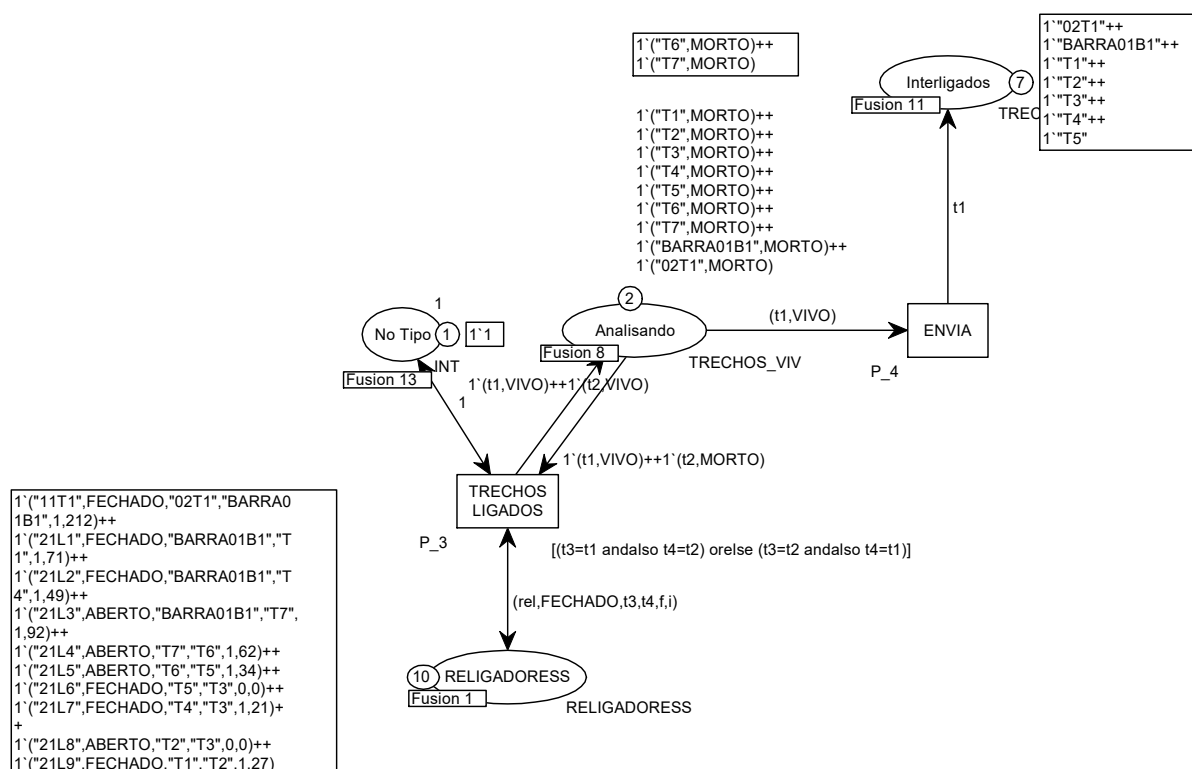 1`("T6",MORTO)++
1`("T7",MORTO)
1`"02T1"++
1`"BARRA01B1"++
1`"T1"++
1`"T2"++
1`"T3"++
1`"T4"++
1`"T5"
Interligados
7
Fusion 11
TREC
1`("T1",MORTO)++
1`("T2",MORTO)++
1`("T3",MORTO)++
1`("T4",MORTO)++
1`("T5",MORTO)++
1`("T6",MORTO)++
1`("T7",MORTO)++
1`("BARRA01B1",MORTO)++
1`("02T1",MORTO)
t1
1
No Tipo
1
1`1
INT
Fusion 13
1
2
Analisando
Fusion 8
TRECHOS_VIV
(t1,VIVO)
ENVIA
P_4
1`(t1,VIVO)++1`(t2,VIVO)
1`(t1,VIVO)++1`(t2,MORTO)
TRECHOS
LIGADOS
P_3
[(t3=t1 andalso t4=t2) orelse (t3=t2 andalso t4=t1)]
(rel,FECHADO,t3,t4,f,i)
10
RELIGADORESS
Fusion 1
RELIGADORESS
1`("11T1",FECHADO,"02T1","BARRA0
1B1",1,212)++
1`("21L1",FECHADO,"BARRA01B1","T
1",1,71)++
1`("21L2",FECHADO,"BARRA01B1","T
4",1,49)++
1`("21L3",ABERTO,"BARRA01B1","T7",
1,92)++
1`("21L4",ABERTO,"T7","T6",1,62)++
1`("21L5",ABERTO,"T6","T5",1,34)++
1`("21L6",FECHADO,"T5","T3",0,0)++
1`("21L7",FECHADO,"T4","T3",1,21)+
+
1`("21L8",ABERTO,"T2","T3",0,0)++
1`("21L9",FECHADO,"T1","T2",1,27)